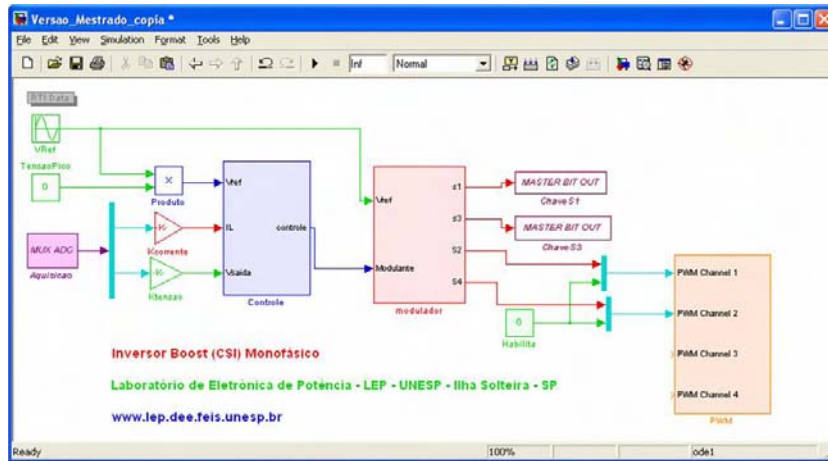 Versao_Mestrado_copia *
File Edit View Simulation Format Tools Help
Inf Normal
RTI Data
VRef
TensaoPico
0
X
Produto
MUX ADC
Aquisicao
-K-
Kcorrente
-K-
Ktensao
Vref
IL
Vsaida
controle
Controle
Vref
Modulante
s1
s3
S2
S4
modulador
MASTER BIT OUT
Chave S1
MASTER BIT OUT
Chave S3
0
Habilita
PWM Channel 1
PWM Channel 2
PWM Channel 3
PWM Channel 4
PWM
Inversor Boost (CSI) Monofásico
Laboratório de Eletrônica de Potência - LEP - UNESP - Ilha Solteira - SP
www.lep.dee.feis.unesp.br
Ready 100% ode1